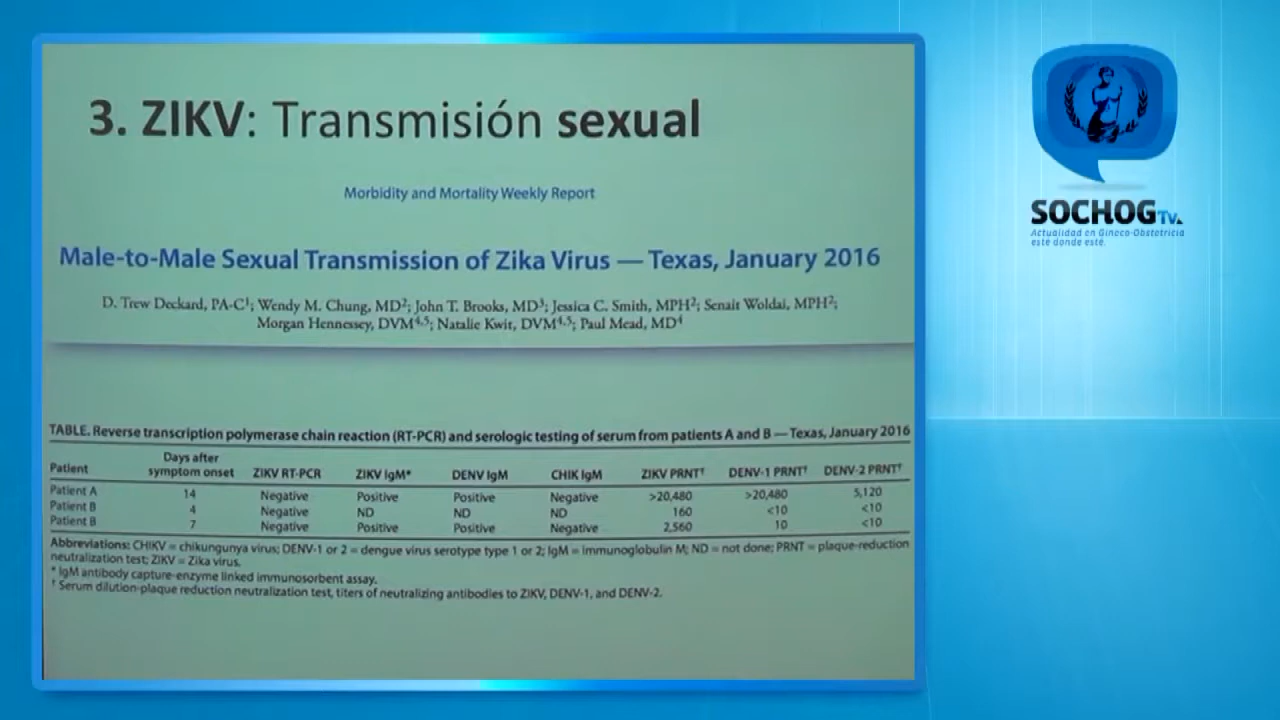 3. ZIKV: Transmisión sexual
Morbidity and Mortality Weekly Report
Male-to-Male Sexual Transmission of Zika Virus — Texas, January 2016
D. Trew Deckard, PA-C1; Wendy M. Chung, MD2; John T. Brooks, MD3; Jessica C. Smith, MPH2; Senait Woldai, MPH2;
Morgan Hennessey, DVM4,5; Natalie Kwit, DVM4,5; Paul Mead, MD4
TABLE. Reverse transcription polymerase chain reaction (RT-PCR) and serologic testing of serum from patients A and B — Texas, January 2016
Patient Days after symptom onset ZIKV RT-PCR ZIKV IgM* DENV IgM CHIK IgM ZIKV PRNT† DENV-1 PRNT† DENV-2 PRNT†
Patient A 14 Negative Positive Positive Negative >20,480 >20,480 5,120
Patient B 4 Negative ND ND ND 160 <10 <10
Patient B 7 Negative Positive Positive Negative 2,560 10 <10
Abbreviations: CHIKV = chikungunya virus; DENV-1 or 2 = dengue virus serotype type 1 or 2; IgM = immunoglobulin M; ND = not done; PRNT = plaque-reduction
neutralization test; ZIKV = Zika virus.
* IgM antibody capture-enzyme linked immunosorbent assay.
† Serum dilution-plaque reduction neutralization test, titers of neutralizing antibodies to ZIKV, DENV-1, and DENV-2.
SOCHOG Tv.
Actualidad en Gineco-Obstetricia
esté donde esté.